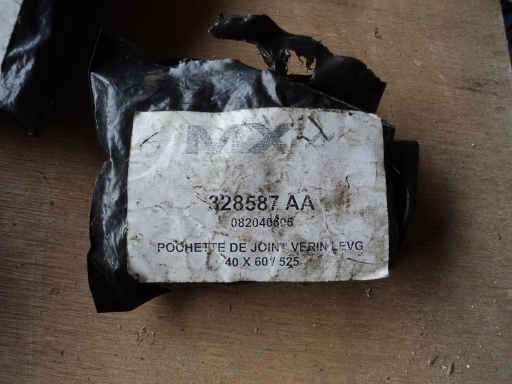 MX
328587 AA
082040805
POCHETTE DE JOINT VERIN LEVG
40 X 60 / 525